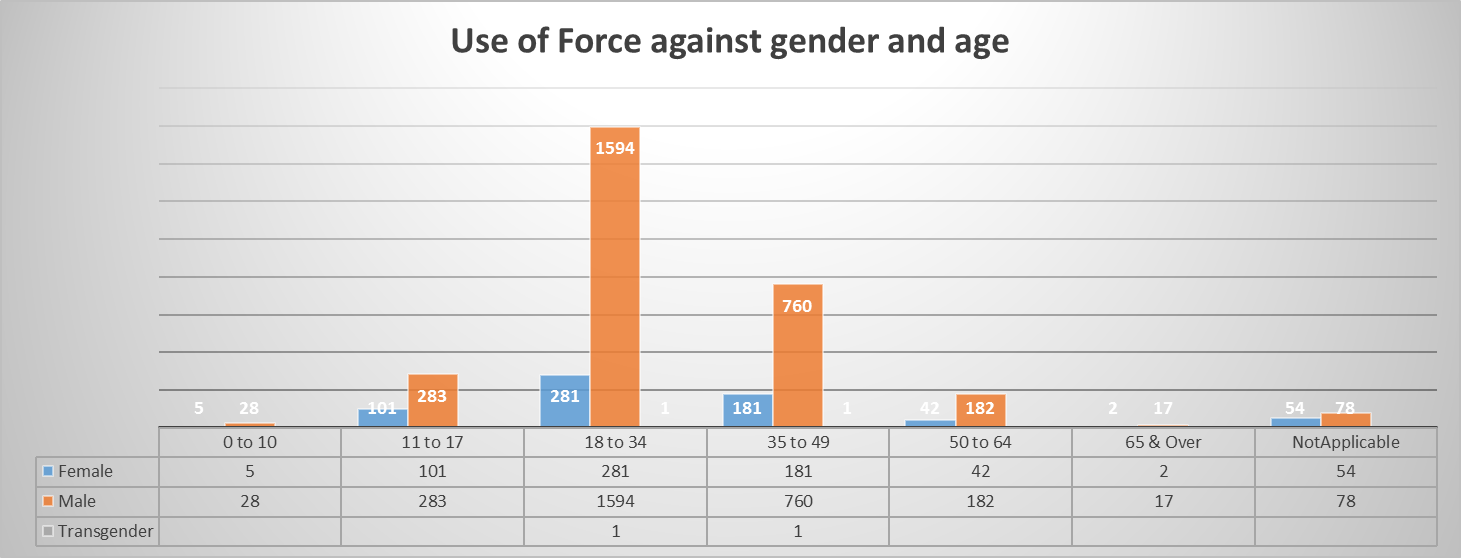 Use of Force against gender and age
1594
760
283
281
101
181
182
5 28 1 1 42 2 17 54 78
0 to 10 11 to 17 18 to 34 35 to 49 50 to 64 65 & Over NotApplicable
Female 5 101 281 181 42 2 54
Male 28 283 1594 760 182 17 78
Transgender 1 1